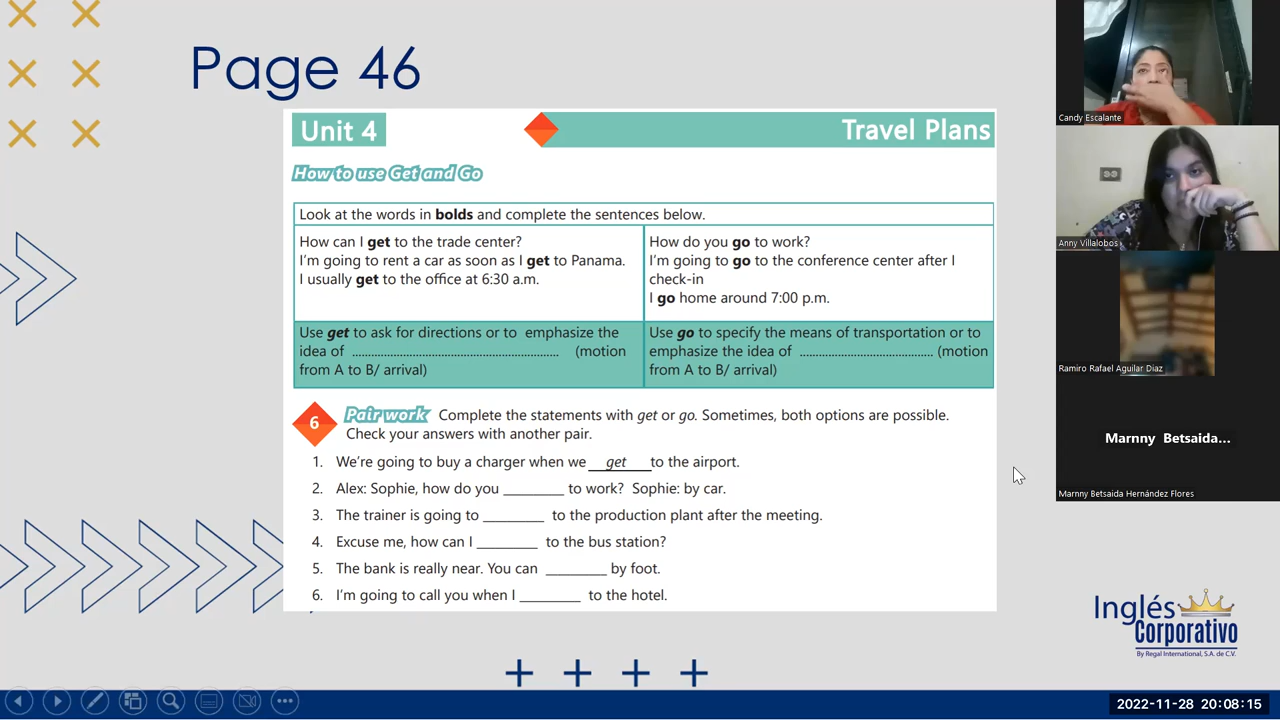 Page 46
Unit 4
Travel Plans
How to use Get and Go
Look at the words in bolds and complete the sentences below.
How can I get to the trade center?
I'm going to rent a car as soon as I get to Panama.
I usually get to the office at 6:30 a.m.
How do you go to work?
I'm going to go to the conference center after I
check-in
I go home around 7:00 p.m.
Use get to ask for directions or to emphasize the
idea of ........................................................ (motion
from A to B/ arrival)
Use go to specify the means of transportation or to
emphasize the idea of .................................... (motion
from A to B/ arrival)
6
Pair work Complete the statements with get or go. Sometimes, both options are possible.
Check your answers with another pair.
1. We're going to buy a charger when we __get__ to the airport.
2. Alex: Sophie, how do you ________ to work? Sophie: by car.
3. The trainer is going to ________ to the production plant after the meeting.
4. Excuse me, how can I ________ to the bus station?
5. The bank is really near. You can ________ by foot.
6. I'm going to call you when I ________ to the hotel.
Candy Escalante
Anny Villalobos
Ramiro Rafael Aguilar Diaz
Marnny Betsaida...
Marnny Betsaida Hernández Flores
Inglés
Corporativo
By Regal International, S.A. de C.V.
2022-11-28 20:08:15